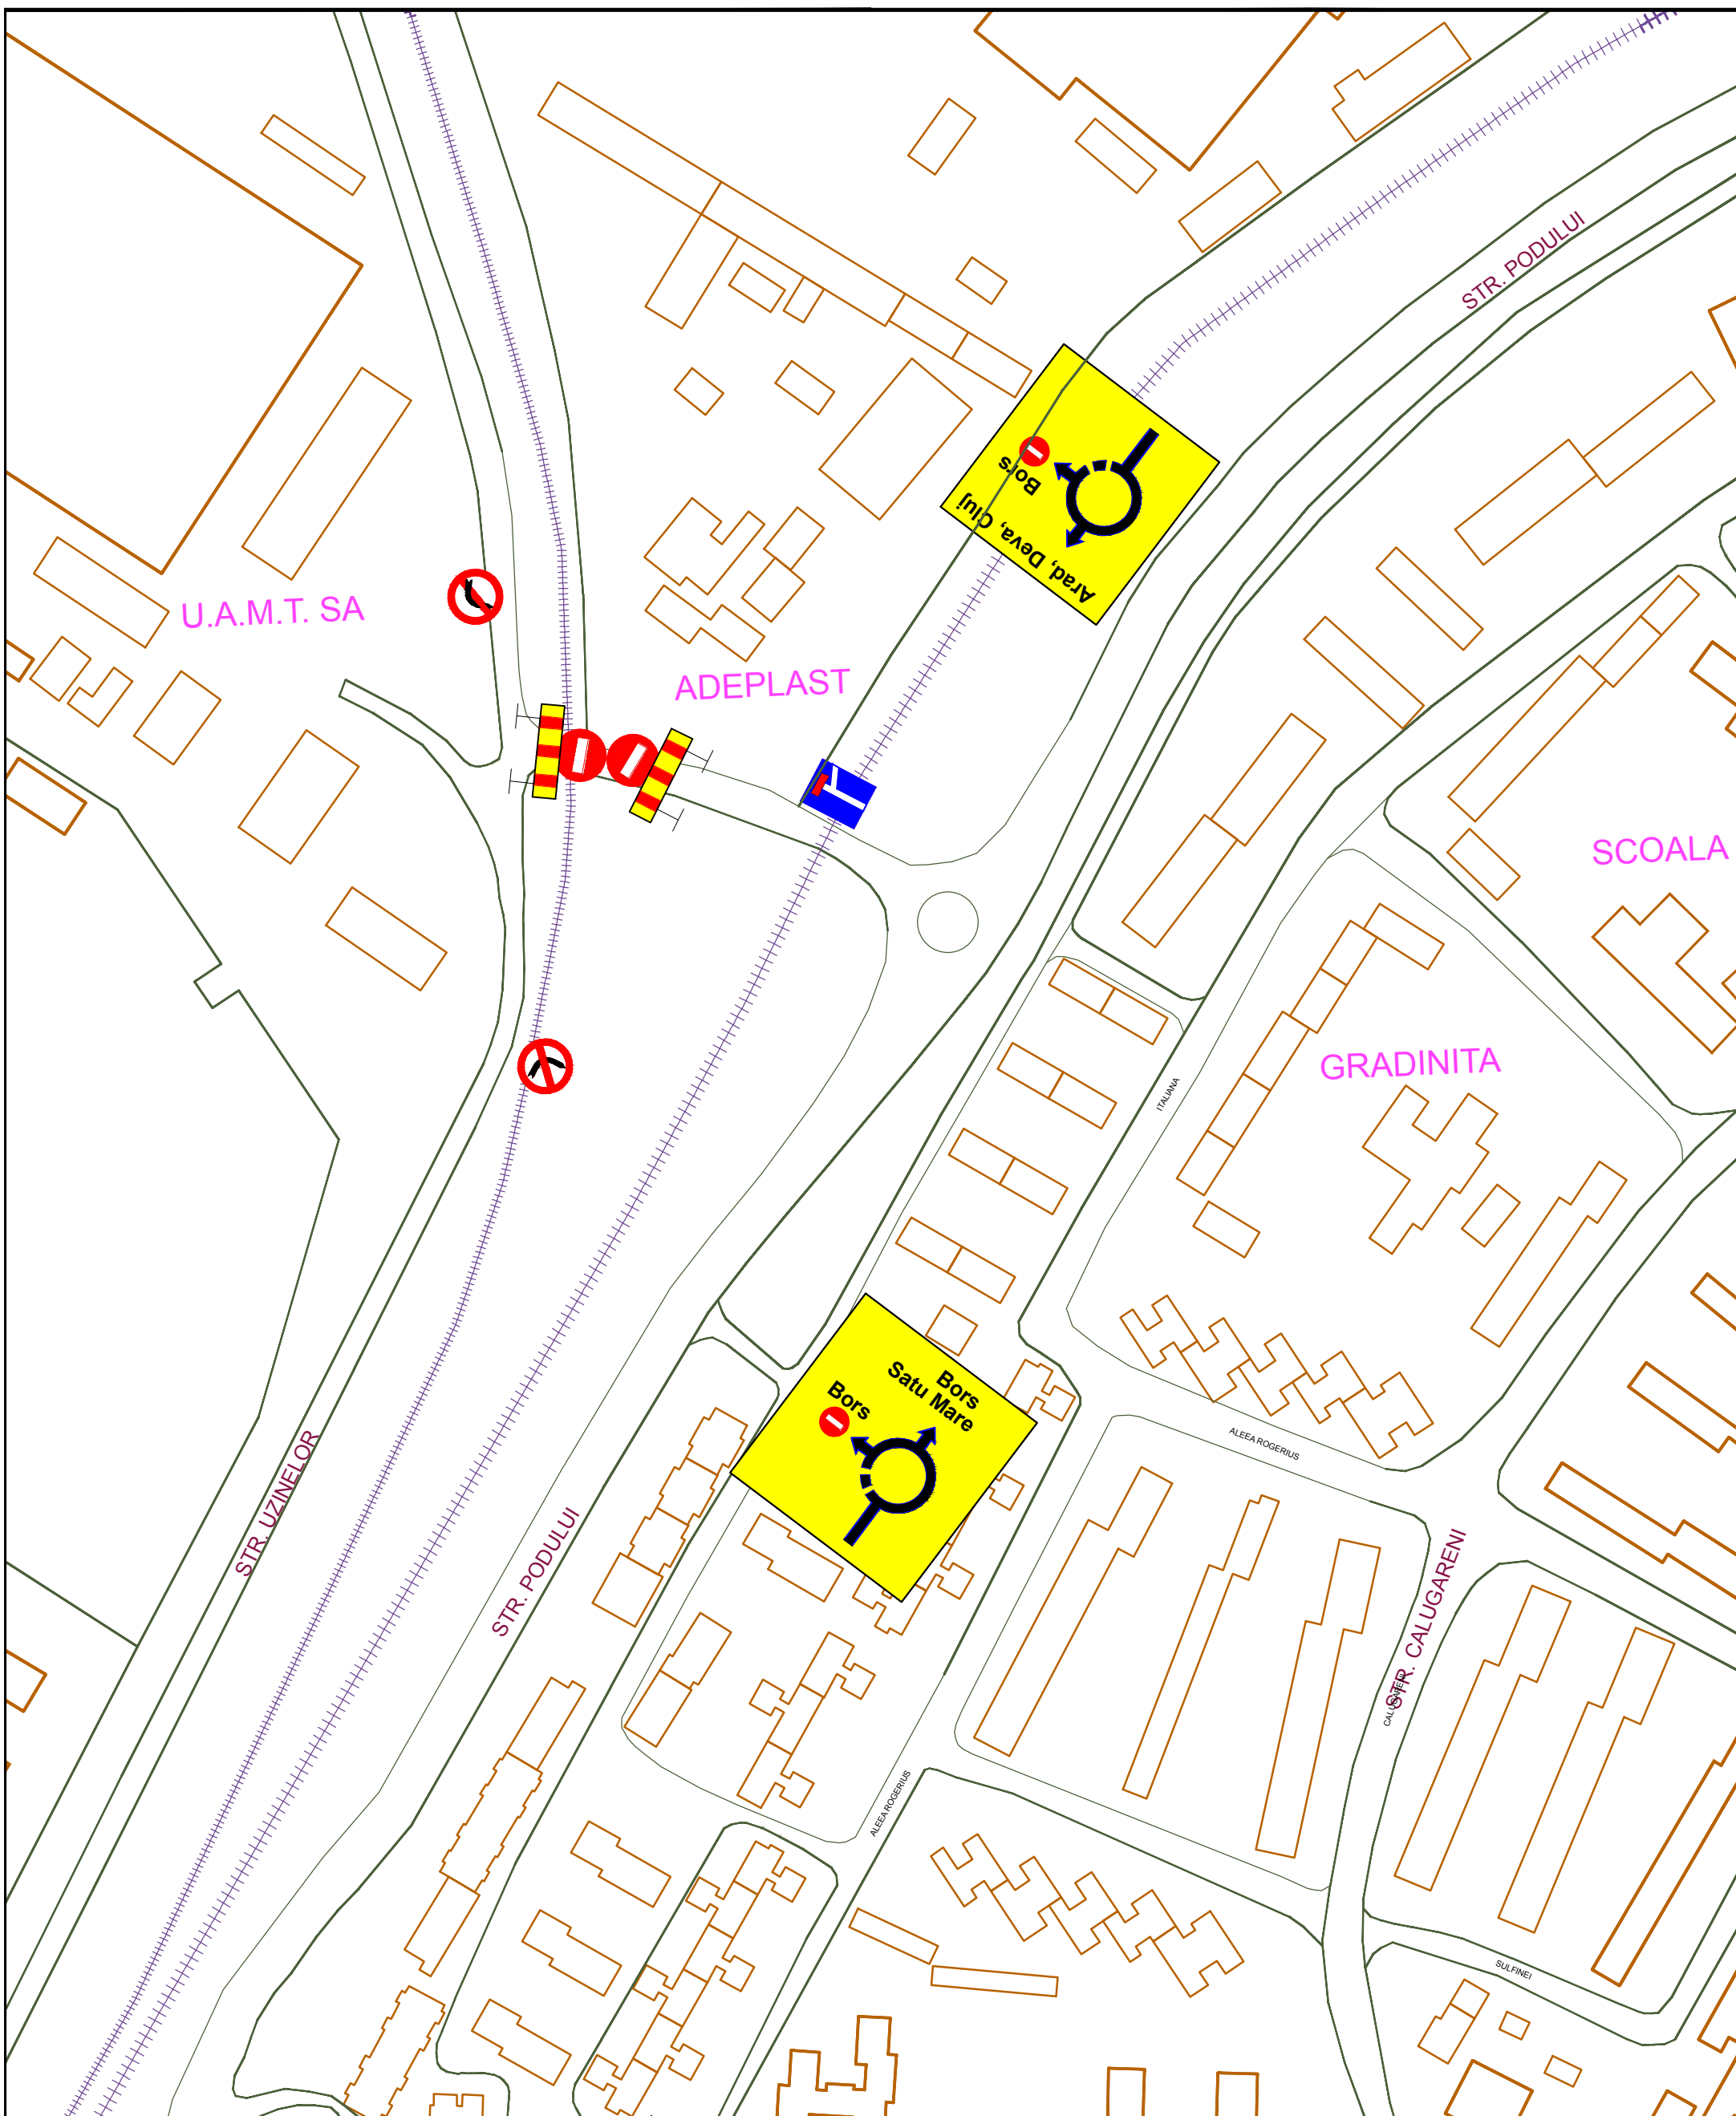 STR. PODULUI
Bors
Arad, Deva, Cluj
U.A.M.T. SA
ADEPLAST
SCOALA
GRADINITA
ITALIANA
Bors
Satu Mare
Bors
ALEEA ROGERIUS
STR. UZINELOR
STR. PODULUI
STR. CALUGARENI
ALEEA ROGERIUS
SULFINEI